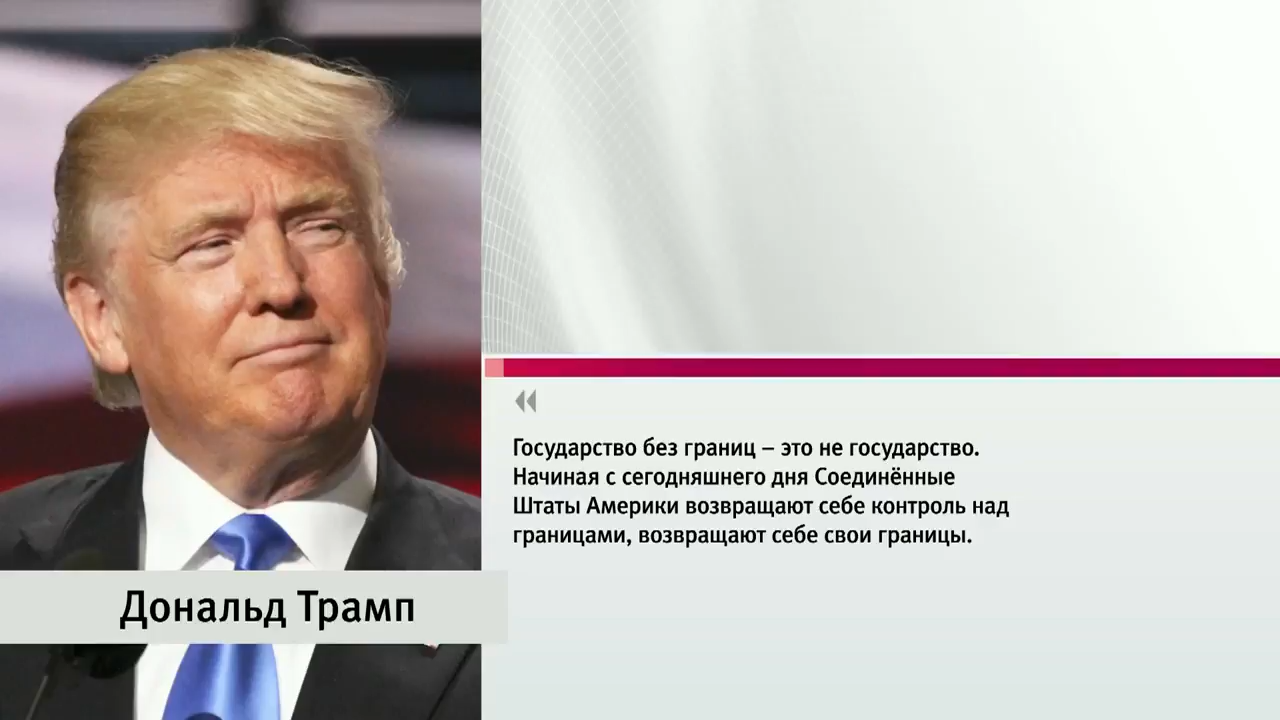 Государство без границ – это не государство.
Начиная с сегодняшнего дня Соединённые
Штаты Америки возвращают себе контроль над
границами, возвращают себе свои границы.
Дональд Трамп